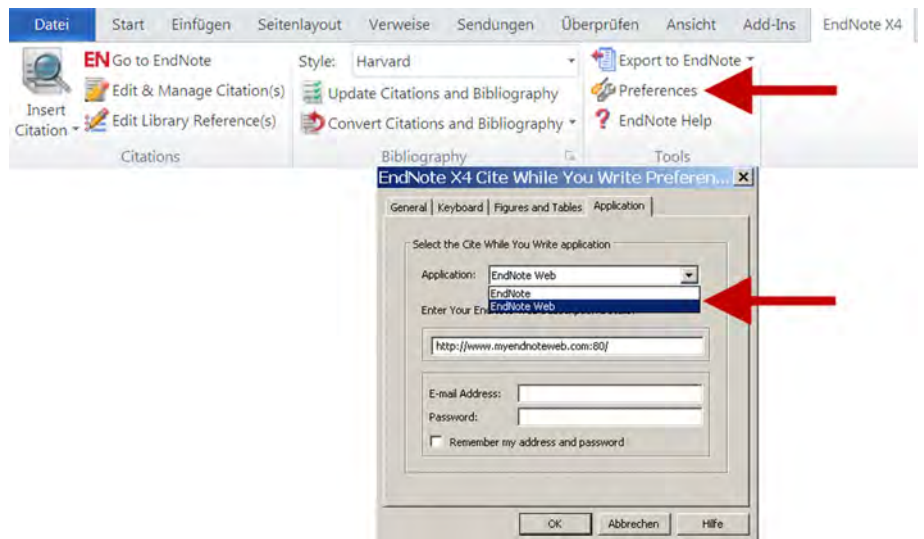 Datei Start Einfügen Seitenlayout Verweise Sendungen Überprüfen Ansicht Add-Ins EndNote X4
EN Go to EndNote Style: Harvard Export to EndNote
Edit & Manage Citation(s) Update Citations and Bibliography Preferences
Insert Citation Edit Library Reference(s) Convert Citations and Bibliography ? EndNote Help
Citations Bibliography Tools
EndNote X4 Cite While You Write Preferen...
General Keyboard Figures and Tables Application
Select the Cite While You Write application
Application: EndNote Web
EndNote
EndNote Web
Enter Your
http://www.myendnoteweb.com:80/
E-mail Address:
Password:
Remember my address and password
OK Abbrechen Hilfe